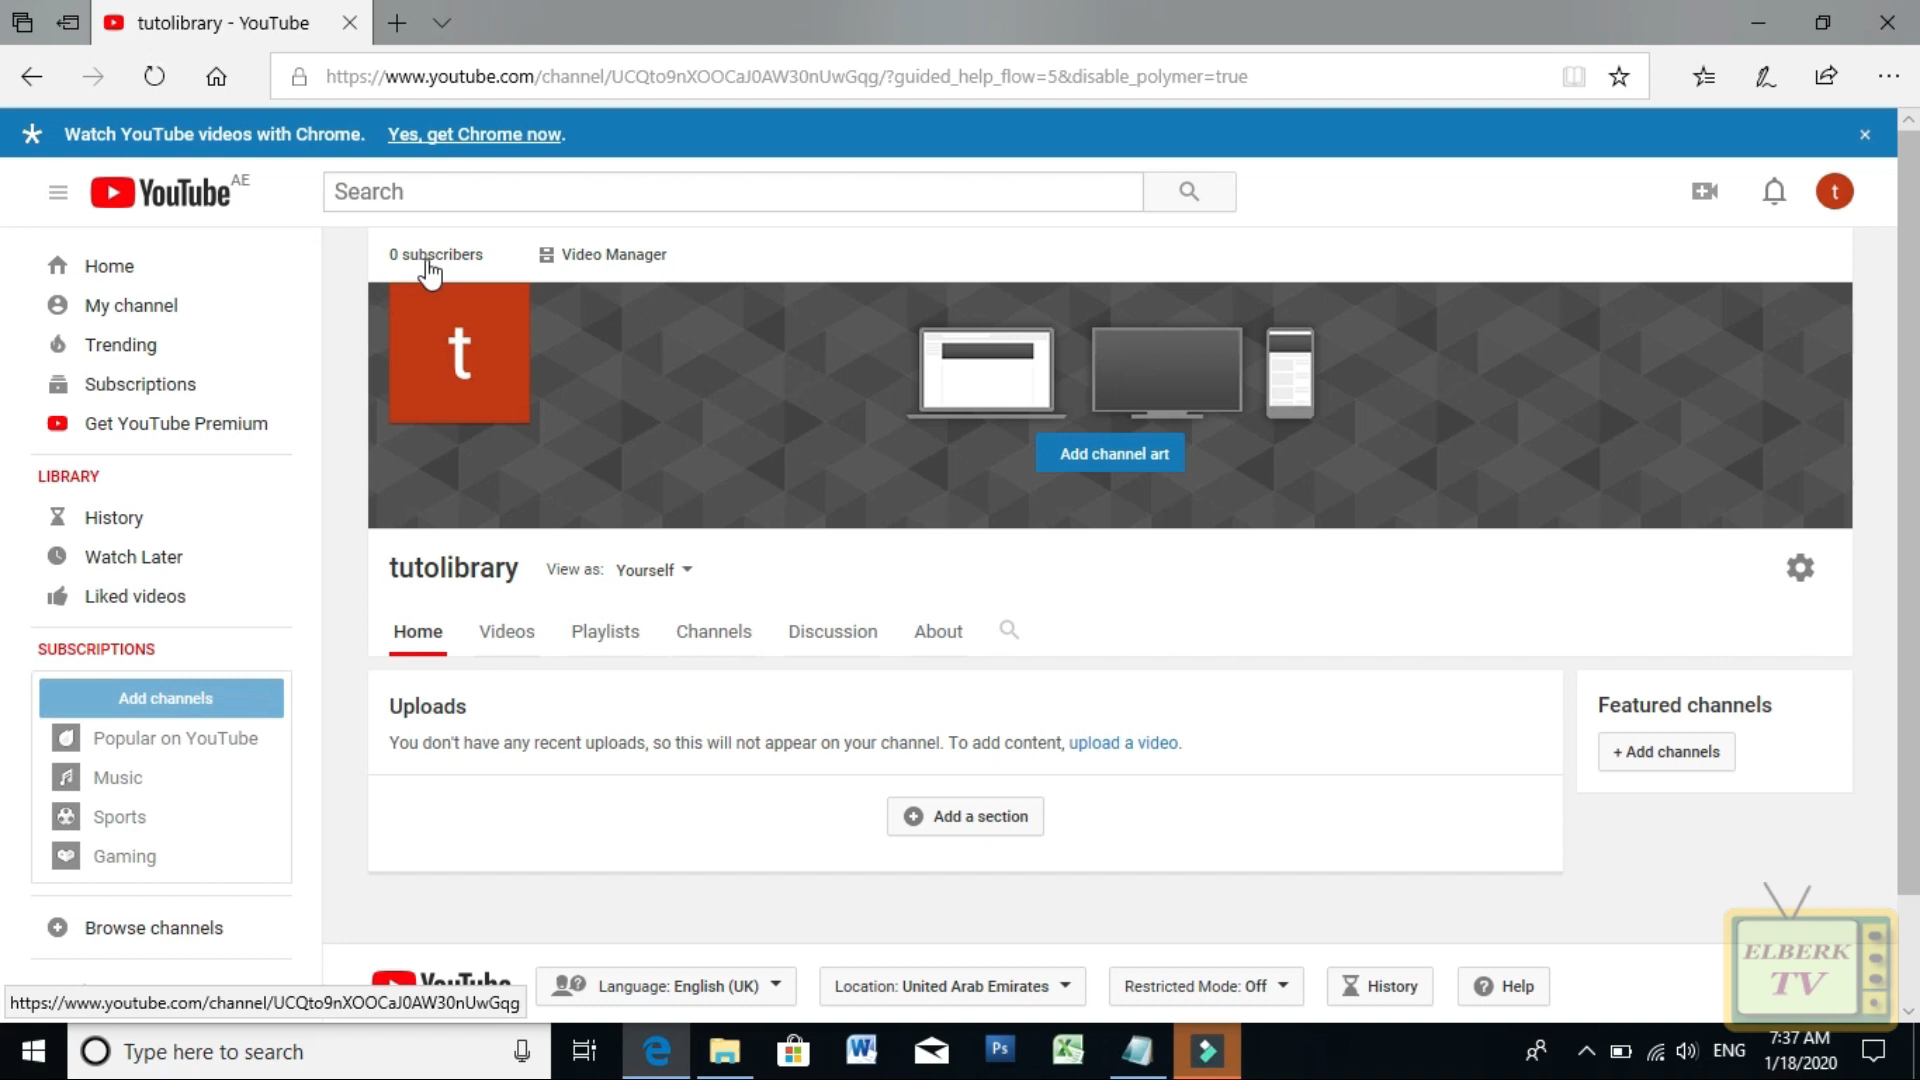 tutolibrary - YouTube
https://www.youtube.com/channel/UCQto9nXOOCaJ0AW30nUwGqg/?guided_help_flow=5&disable_polymer=true
Watch YouTube videos with Chrome. Yes, get Chrome now.
YouTube AE
Search
t
0 subscribers
Video Manager
Home
My channel
Trending
Subscriptions
Get YouTube Premium
LIBRARY
History
Watch Later
Liked videos
SUBSCRIPTIONS
Add channels
Popular on YouTube
Music
Sports
Gaming
Browse channels
t
Add channel art
tutolibrary View as: Yourself
Home Videos Playlists Channels Discussion About
Uploads
You don't have any recent uploads, so this will not appear on your channel. To add content, upload a video.
Add a section
Featured channels
+ Add channels
YouTube
Language: English (UK)
Location: United Arab Emirates
Restricted Mode: Off
History
Help
https://www.youtube.com/channel/UCQto9nXOOCaJ0AW30nUwGqg
ELBERK
TV
Type here to search
W
Ps
X
ENG
7:37 AM
1/18/2020